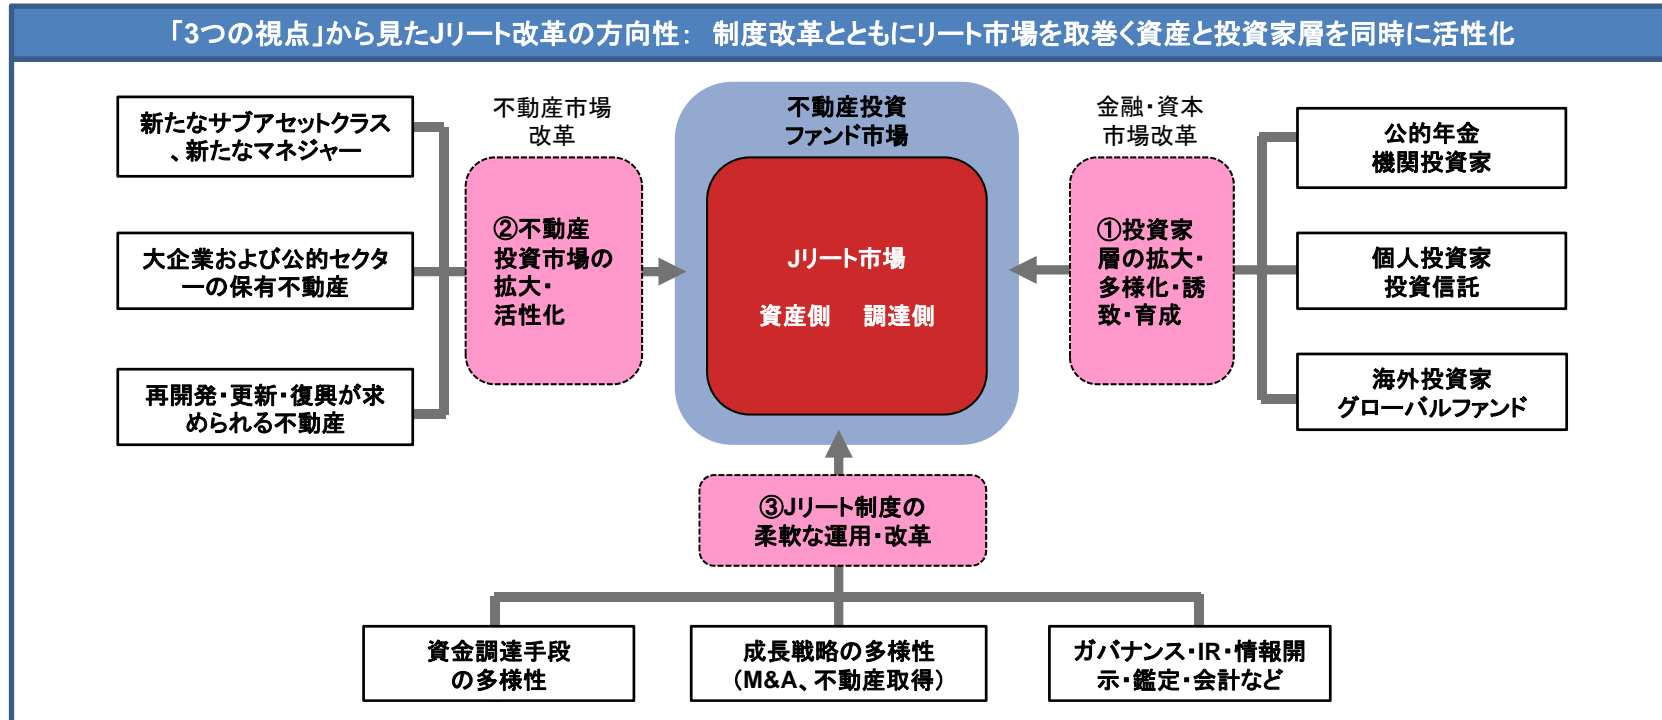 「3つの視点」から見たJリート改革の方向性： 制度改革とともにリート市場を取巻く資産と投資家層を同時に活性化
新たなサブアセットクラス
、新たなマネジャー
大企業および公的セクタ
ーの保有不動産
再開発・更新・復興が求
められる不動産
不動産市場
改革
②不動産
投資市場の
拡大・
活性化
不動産投資
ファンド市場
Jリート市場
資産側 調達側
金融・資本
市場改革
①投資家
層の拡大・
多様化・誘
致・育成
公的年金
機関投資家
個人投資家
投資信託
海外投資家
グローバルファンド
③Jリート制度の
柔軟な運用・改革
資金調達手段
の多様性
成長戦略の多様性
（M&A、不動産取得）
ガバナンス・IR・情報開
示・鑑定・会計など